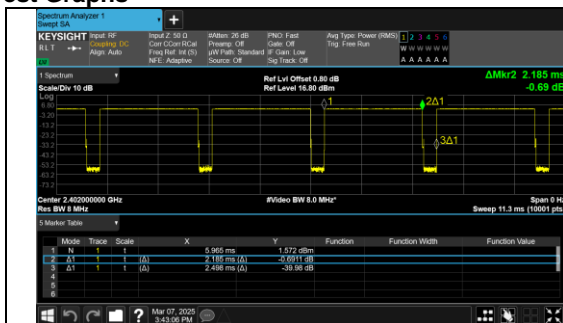 est Graphs
Spectrum Analyzer 1
Swept SA
+
KEYSIGHT Input: RF Input Z: 50 Ω #Atten: 26 dB PNO: Fast Avg Type: Power (RMS) 1 2 3 4 5 6
RLT Coupling: DC Corr CCorr RCal Preamp: Off Gate: Off Trig: Free Run W W W W W W
Align: Auto Freq Ref: Int (S) µW Path: Standard IF Gain: Low A A A A A A
NFE: Adaptive Source: Off Sig Track: Off
1 Spectrum Ref Lvl Offset 0.80 dB ΔMkr2 2.185 ms
Scale/Div 10 dB Ref Level 16.80 dBm -0.69 dB
Log
6.80
-3.20
-13.2
-23.2
-33.2
-43.2
-53.2
-63.2
-73.2
1
2Δ1
3Δ1
Center 2.402000000 GHz #Video BW 8.0 MHz* Span 0 Hz
Res BW 8 MHz Sweep 11.3 ms (10001 pts)
5 Marker Table
Mode Trace Scale X Y Function Function Width Function Value
1 N 1 t 5.965 ms 1.572 dBm
2 Δ1 1 t (Δ) 2.185 ms (Δ) -0.6911 dB
3 Δ1 1 t (Δ) 2.498 ms (Δ) -39.98 dB
4
5
6
? Mar 07, 2025
3:43:06 PM